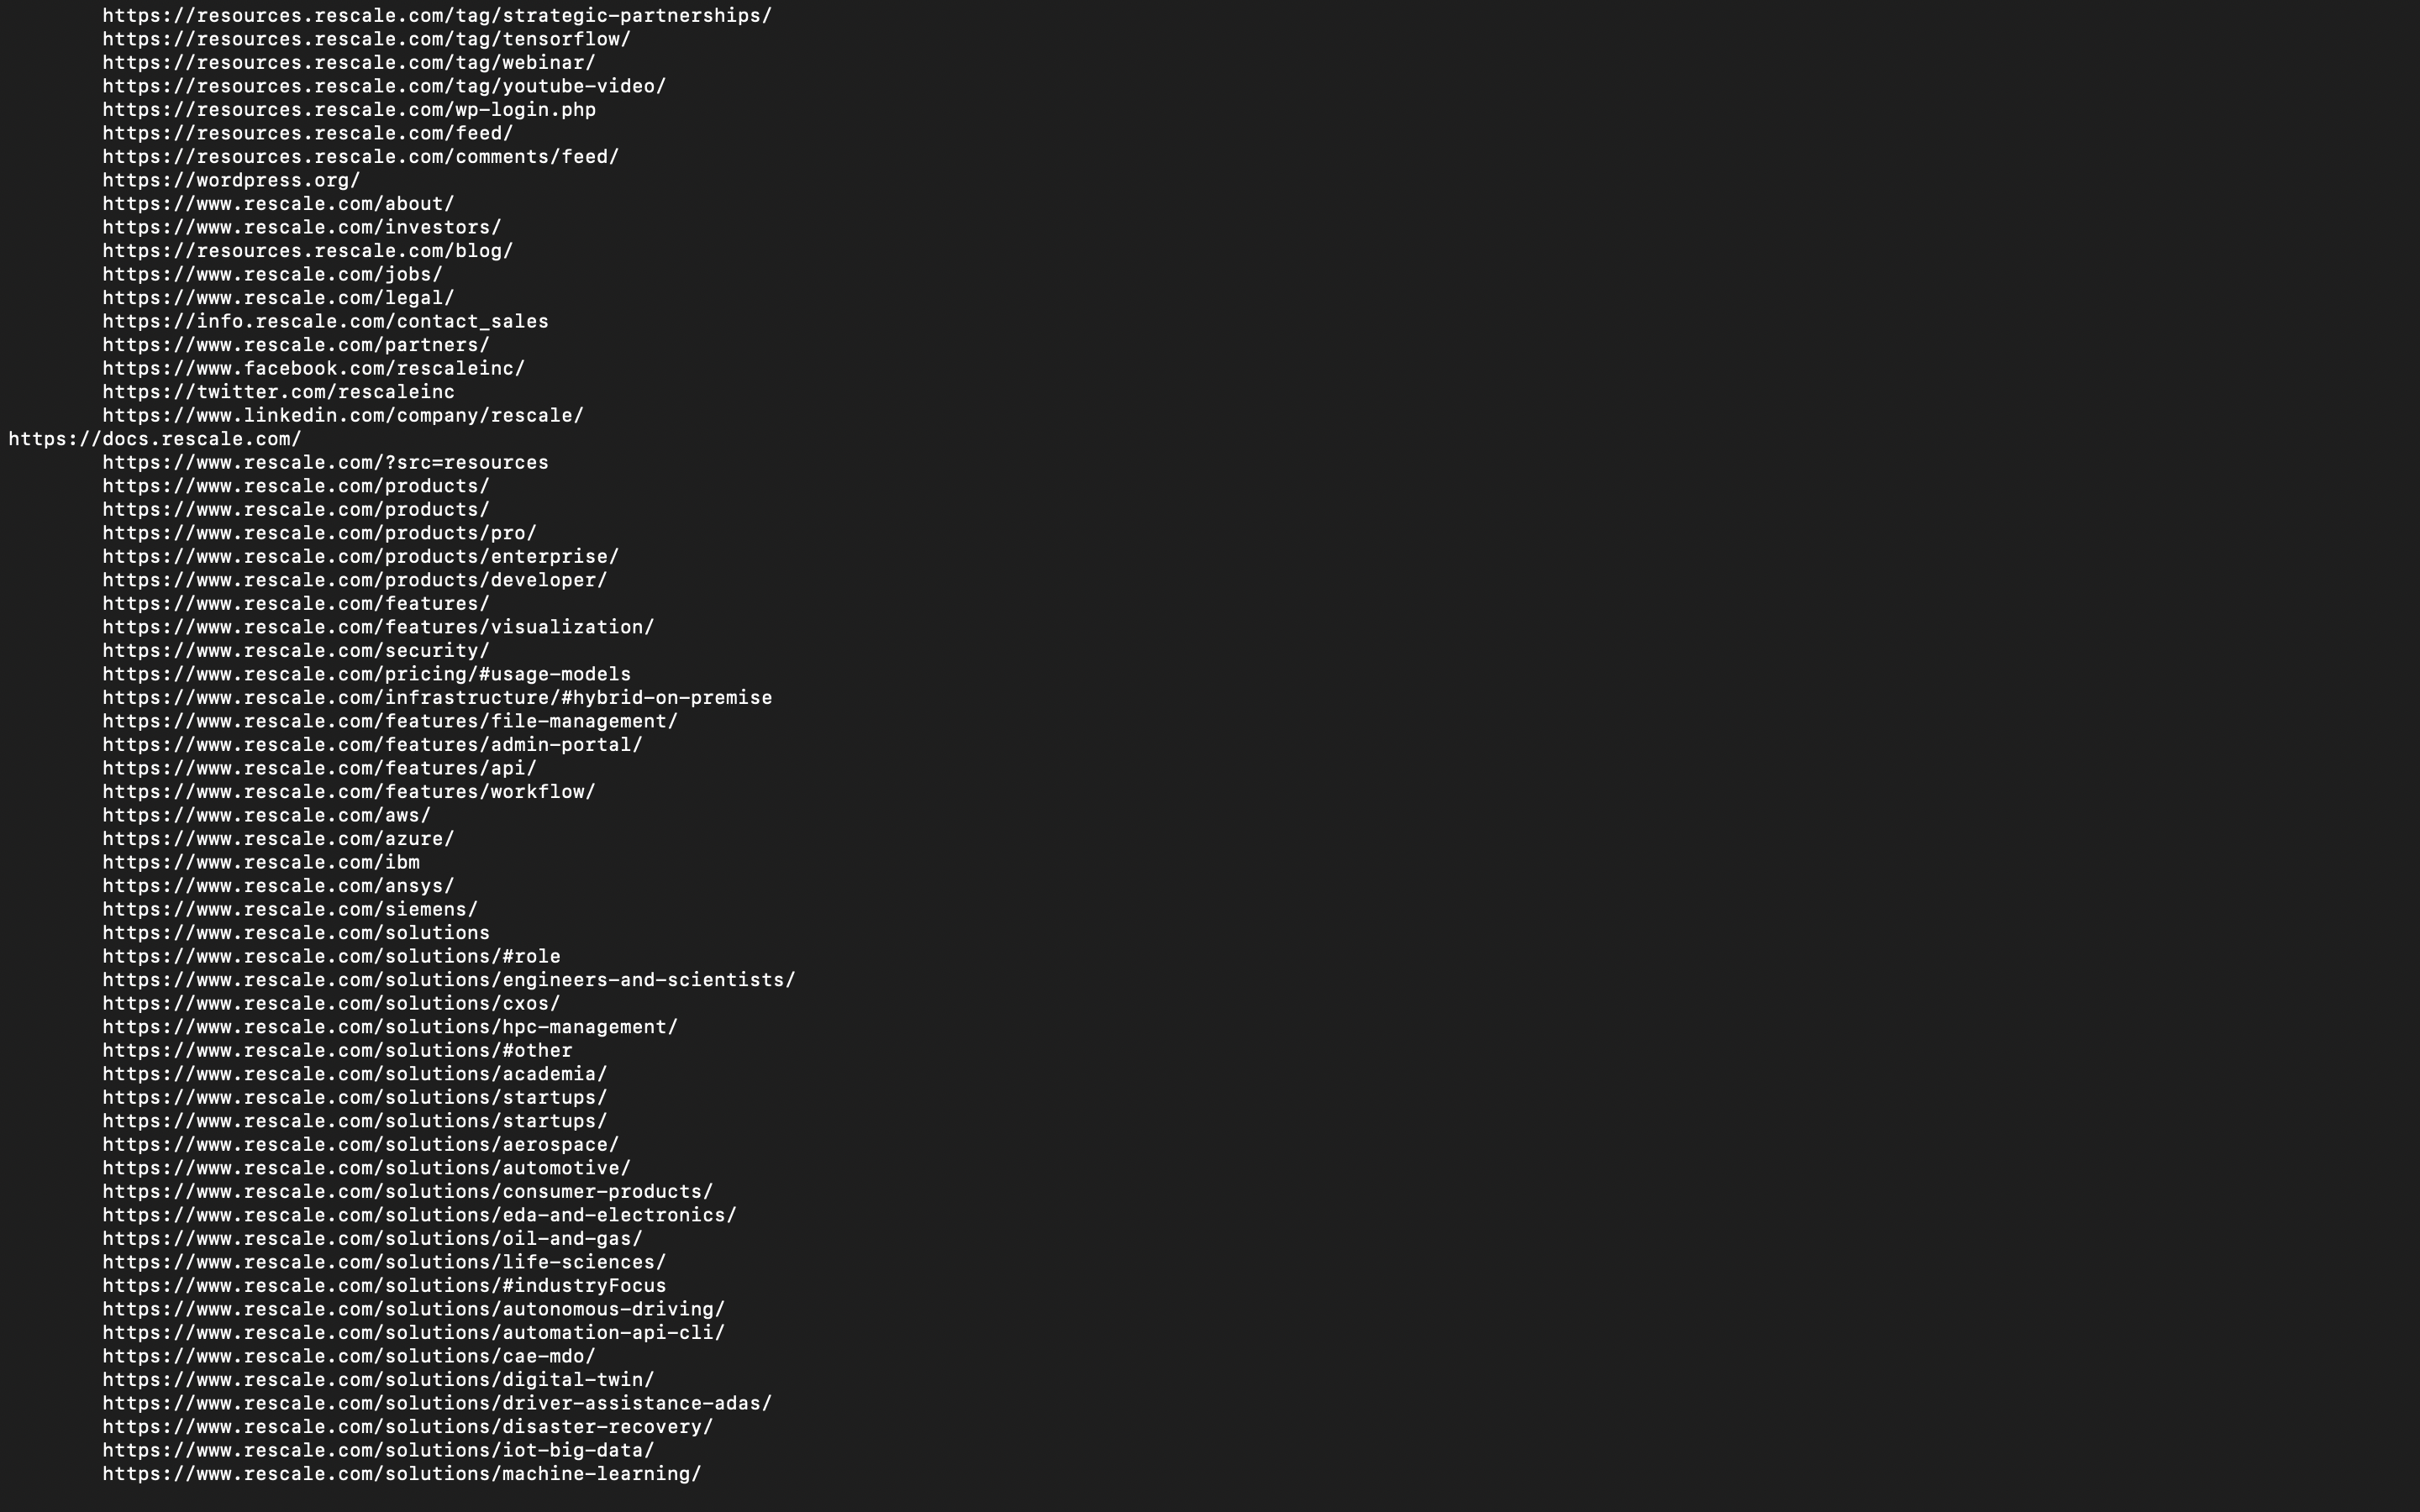 https://resources.rescale.com/tag/strategic-partnerships/
https://resources.rescale.com/tag/tensorflow/
https://resources.rescale.com/tag/webinar/
https://resources.rescale.com/tag/youtube-video/
https://resources.rescale.com/wp-login.php
https://resources.rescale.com/feed/
https://resources.rescale.com/comments/feed/
https://wordpress.org/
https://www.rescale.com/about/
https://www.rescale.com/investors/
https://resources.rescale.com/blog/
https://www.rescale.com/jobs/
https://www.rescale.com/legal/
https://info.rescale.com/contact_sales
https://www.rescale.com/partners/
https://www.facebook.com/rescaleinc/
https://twitter.com/rescaleinc
https://www.linkedin.com/company/rescale/
https://docs.rescale.com/
https://www.rescale.com/?src=resources
https://www.rescale.com/products/
https://www.rescale.com/products/
https://www.rescale.com/products/pro/
https://www.rescale.com/products/enterprise/
https://www.rescale.com/products/developer/
https://www.rescale.com/features/
https://www.rescale.com/features/visualization/
https://www.rescale.com/security/
https://www.rescale.com/pricing/#usage-models
https://www.rescale.com/infrastructure/#hybrid-on-premise
https://www.rescale.com/features/file-management/
https://www.rescale.com/features/admin-portal/
https://www.rescale.com/features/api/
https://www.rescale.com/features/workflow/
https://www.rescale.com/aws/
https://www.rescale.com/azure/
https://www.rescale.com/ibm
https://www.rescale.com/ansys/
https://www.rescale.com/siemens/
https://www.rescale.com/solutions
https://www.rescale.com/solutions/#role
https://www.rescale.com/solutions/engineers-and-scientists/
https://www.rescale.com/solutions/cxos/
https://www.rescale.com/solutions/hpc-management/
https://www.rescale.com/solutions/#other
https://www.rescale.com/solutions/academia/
https://www.rescale.com/solutions/startups/
https://www.rescale.com/solutions/startups/
https://www.rescale.com/solutions/aerospace/
https://www.rescale.com/solutions/automotive/
https://www.rescale.com/solutions/consumer-products/
https://www.rescale.com/solutions/eda-and-electronics/
https://www.rescale.com/solutions/oil-and-gas/
https://www.rescale.com/solutions/life-sciences/
https://www.rescale.com/solutions/#industryFocus
https://www.rescale.com/solutions/autonomous-driving/
https://www.rescale.com/solutions/automation-api-cli/
https://www.rescale.com/solutions/cae-mdo/
https://www.rescale.com/solutions/digital-twin/
https://www.rescale.com/solutions/driver-assistance-adas/
https://www.rescale.com/solutions/disaster-recovery/
https://www.rescale.com/solutions/iot-big-data/
https://www.rescale.com/solutions/machine-learning/